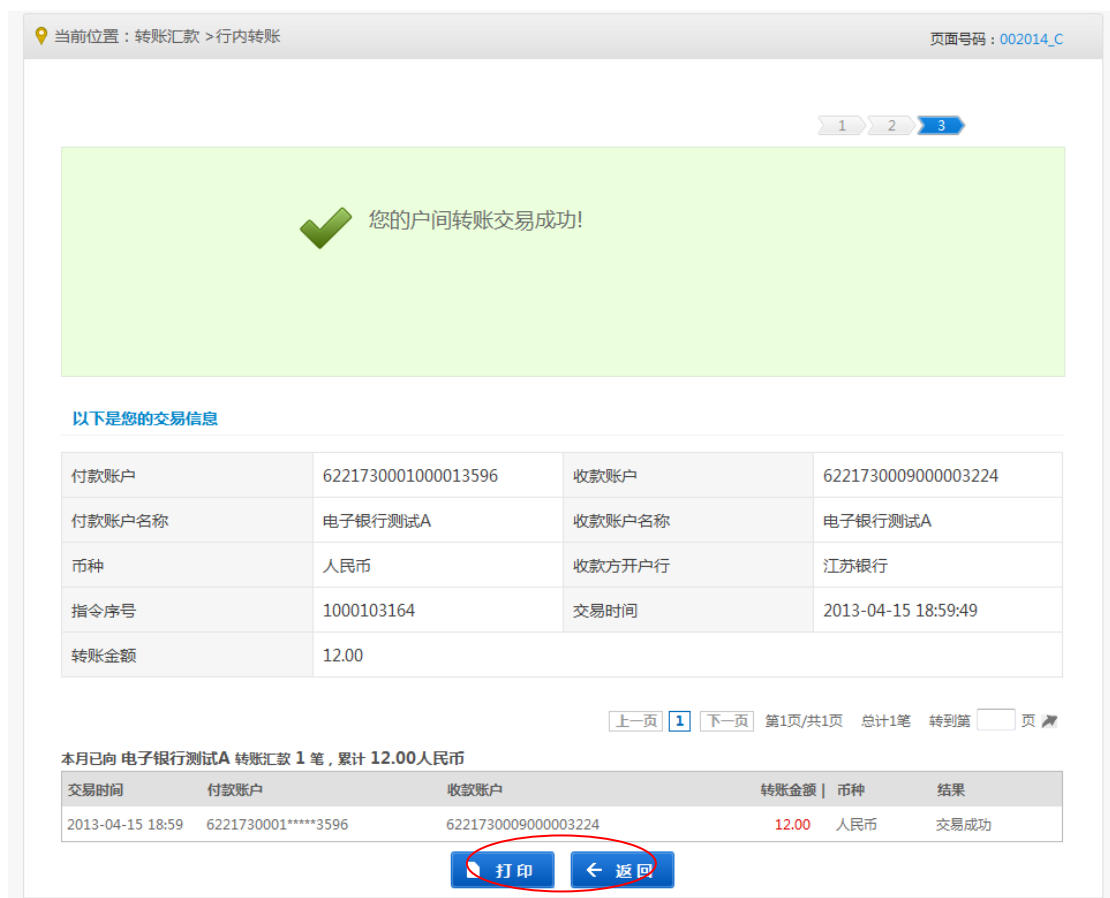 当前位置：转账汇款 >行内转账 页面号码：002014_C
1 2 3
您的户间转账交易成功!
以下是您的交易信息
付款账户 6221730001000013596 收款账户 6221730009000003224
付款账户名称 电子银行测试A 收款账户名称 电子银行测试A
币种 人民币 收款方开户行 江苏银行
指令序号 1000103164 交易时间 2013-04-15 18:59:49
转账金额 12.00
上一页 1 下一页 第1页/共1页 总计1笔 转到第 页
本月已向 电子银行测试A 转账汇款 1 笔，累计 12.00人民币
交易时间 付款账户 收款账户 转账金额| 币种 结果
2013-04-15 18:59 6221730001*****3596 6221730009000003224 12.00 人民币 交易成功
打印 返回